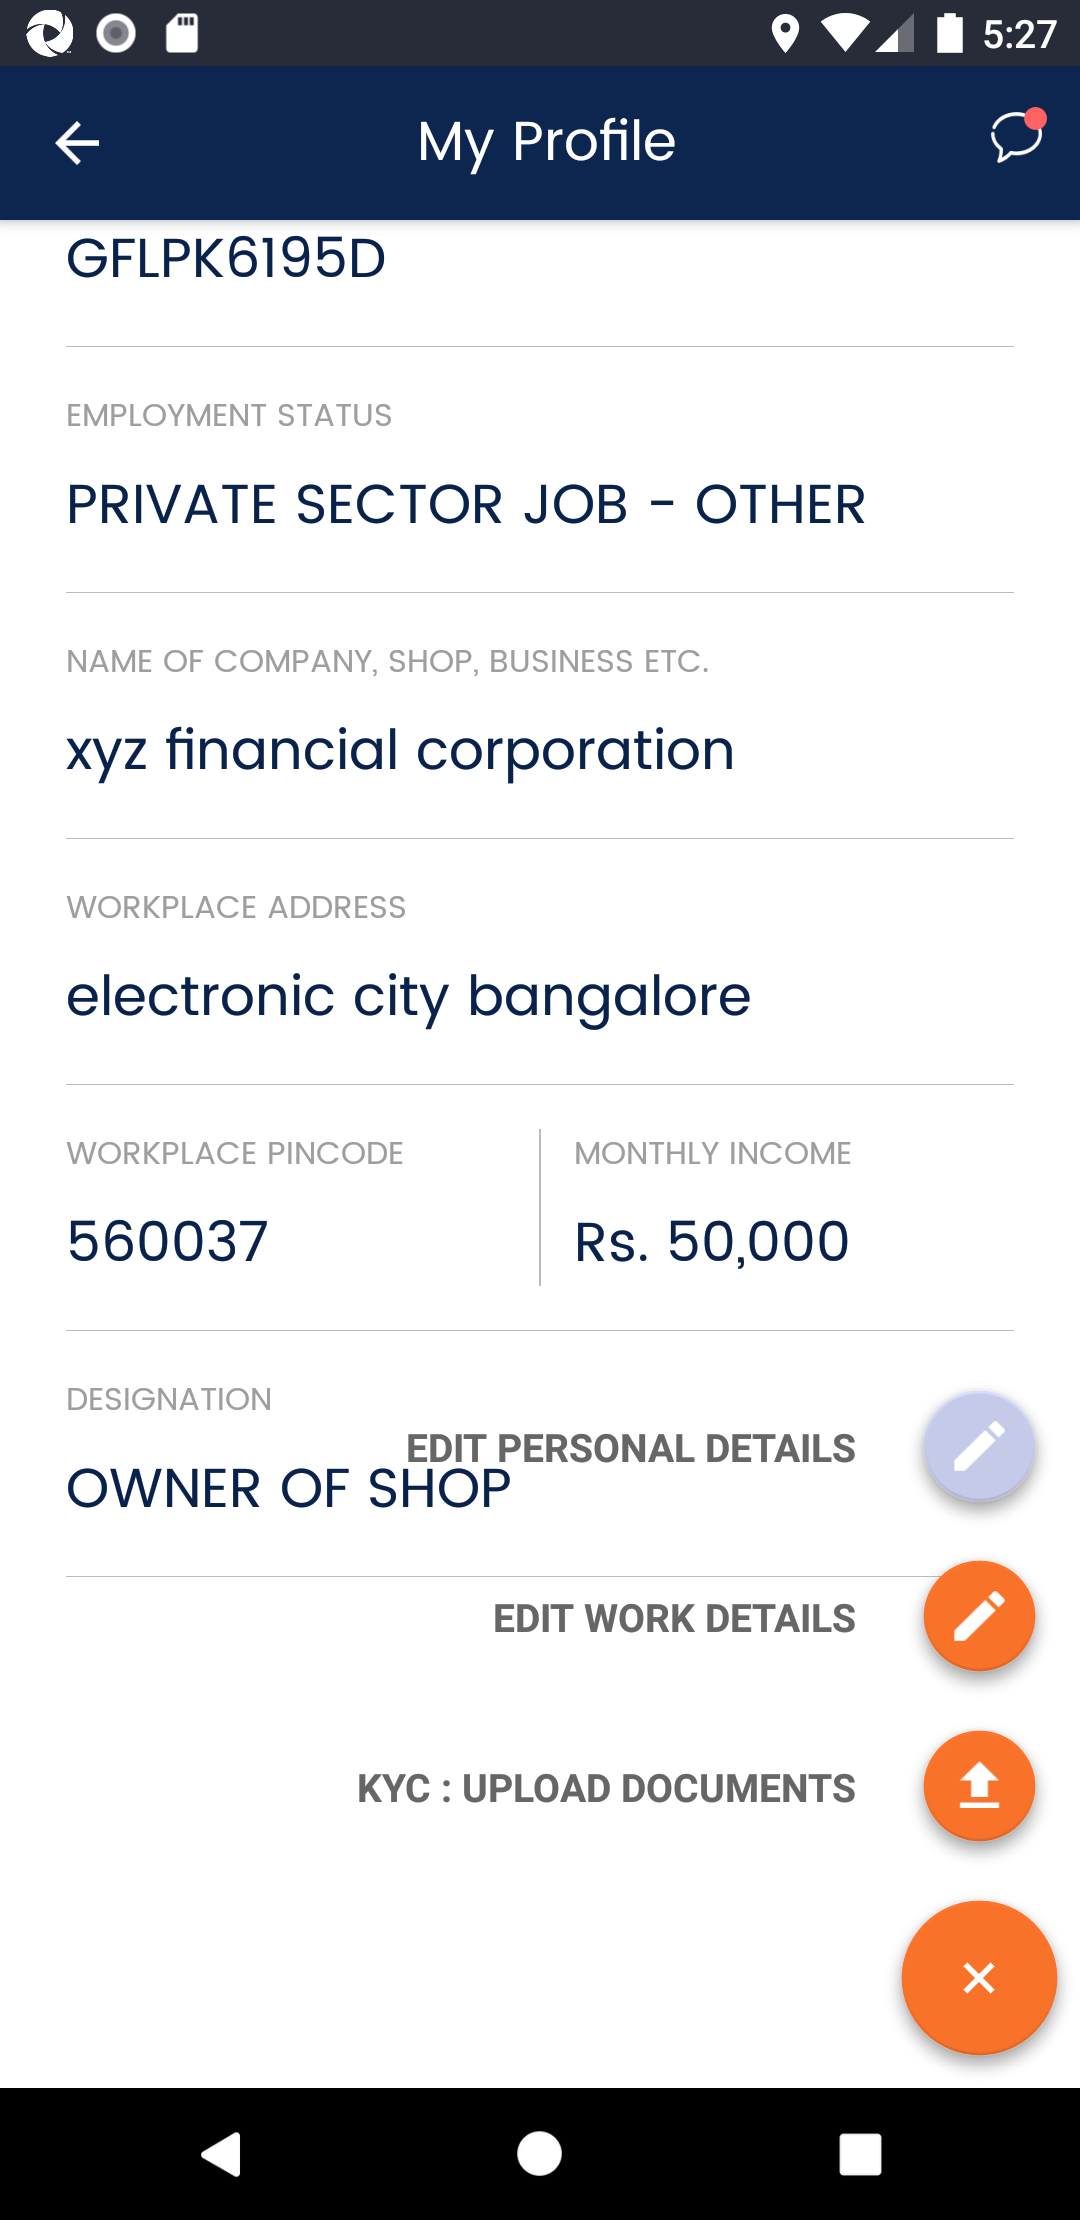 5:27
My Profile
GFLPK6195D
EMPLOYMENT STATUS
PRIVATE SECTOR JOB - OTHER
NAME OF COMPANY, SHOP, BUSINESS ETC.
xyz financial corporation
WORKPLACE ADDRESS
electronic city bangalore
WORKPLACE PINCODE
560037
MONTHLY INCOME
Rs. 50,000
DESIGNATION
OWNER OF SHOP
EDIT PERSONAL DETAILS
EDIT WORK DETAILS
KYC : UPLOAD DOCUMENTS